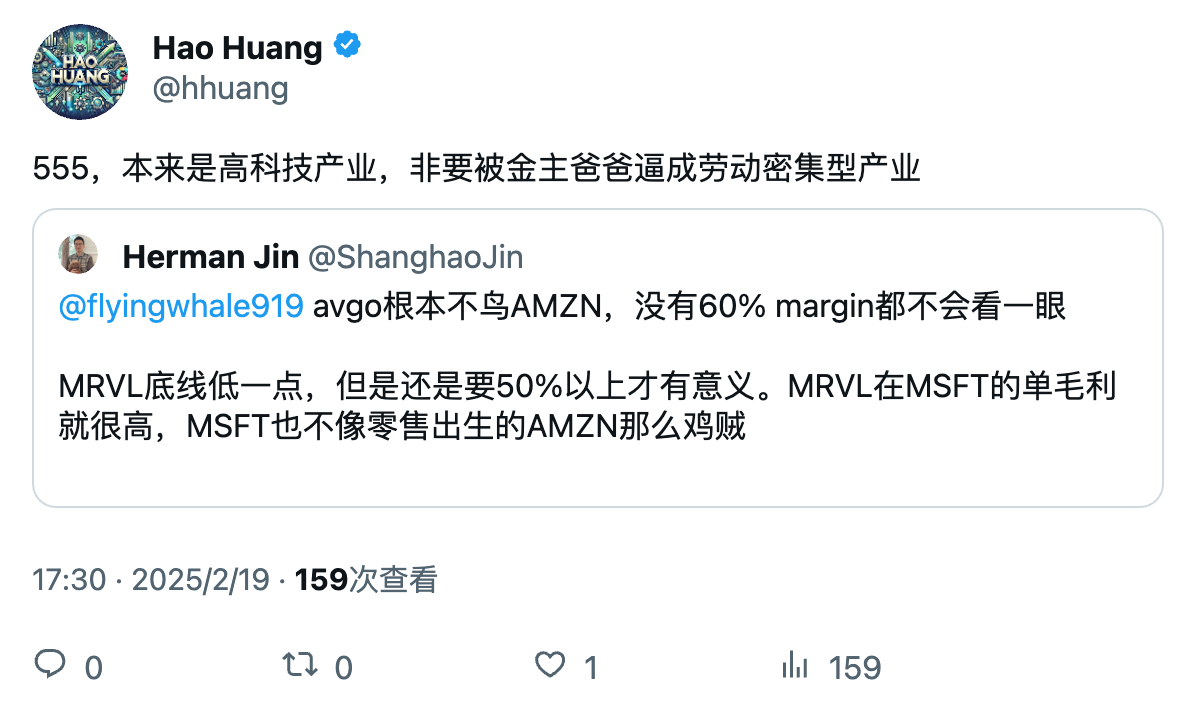 HAO
HUANG
Hao Huang
@hhuang
555，本来是高科技产业，非要被金主爸爸逼成劳动密集型产业
Herman Jin @ShanghaoJin
@flyingwhale919 avgo根本不鸟AMZN，没有60% margin都不会看一眼
MRVL底线低一点，但是还是要50%以上才有意义。MRVL在MSFT的单毛利
就很高，MSFT也不像零售出生的AMZN那么鸡贼
17:30 · 2025/2/19 · 159次查看
0 0 1 159